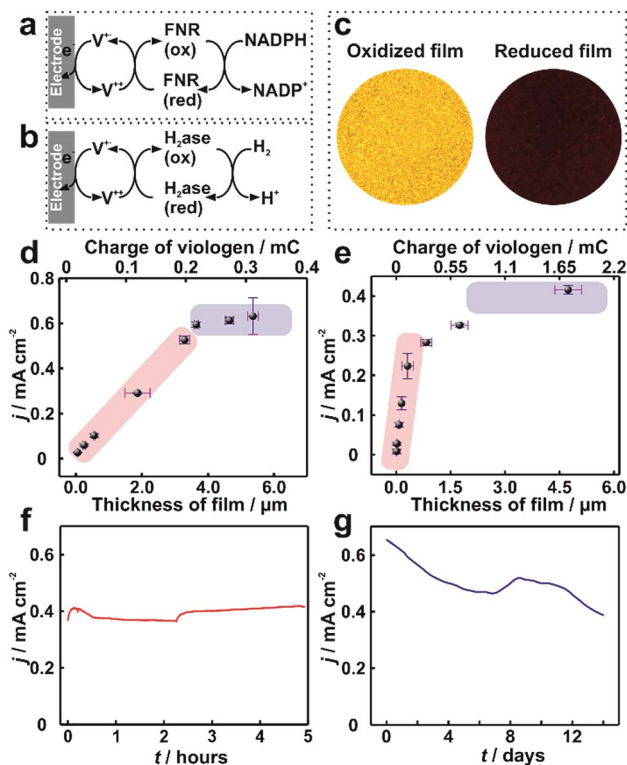 a
Electrode
e⁻
V⁺·
V⁺⁺
FNR
(ox)
FNR
(red)
NADPH
NADP⁺
b
Electrode
e⁻
V⁺·
V⁺⁺
H₂ase
(ox)
H₂ase
(red)
H₂
H⁺
c
Oxidized film Reduced film
d
Charge of viologen / mC
0 0.1 0.2 0.3 0.4
0.8
0.6
0.4
0.2
0
j / mA cm⁻²
0.0 2.0 4.0 6.0
Thickness of film / µm
e
Charge of viologen / mC
0 0.55 1.1 1.65 2.2
0.4
0.3
0.2
0.1
0
j / mA cm⁻²
0.0 1.5 3.0 4.5 6.0
Thickness of film / µm
f
0.6
0.4
0.2
0
j / mA cm⁻²
0 1 2 3 4 5
t / hours
g
0.6
0.4
0.2
0
j / mA cm⁻²
0 4 8 12
t / days